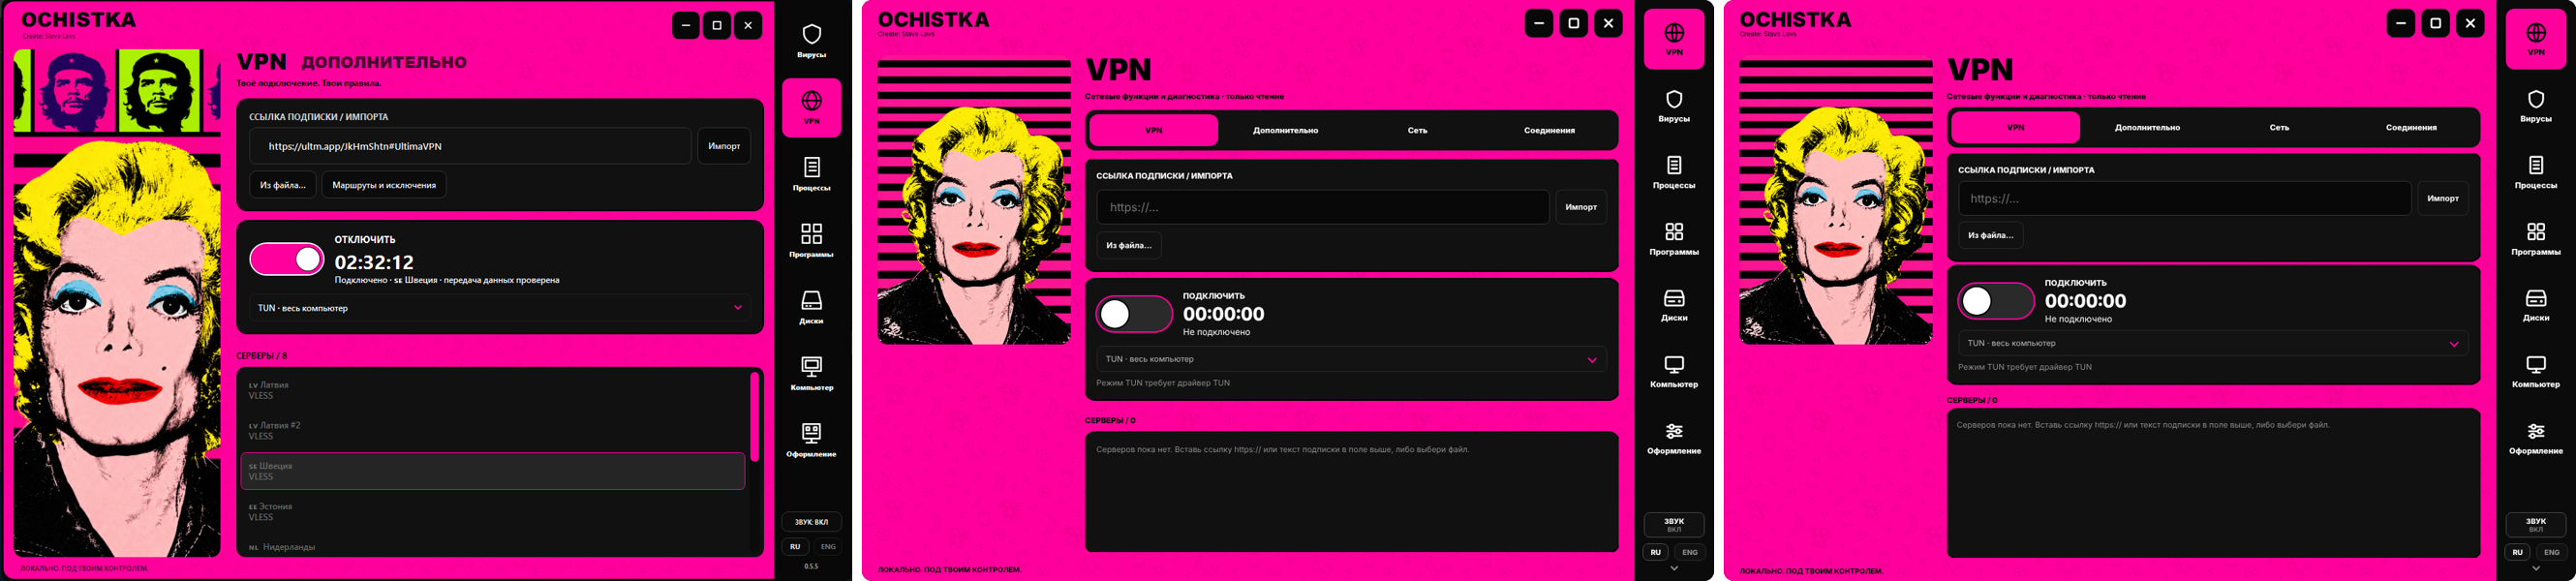 OCHISTKA
Create: Slava Lavs
VPN ДОПОЛНИТЕЛЬНО
Твоё подключение. Твои правила.
ССЫЛКА ПОДПИСКИ / ИМПОРТА
https://ultm.app/JkHmShtn#UltimaVPN
Импорт
Из файла...
Маршруты и исключения
ОТКЛЮЧИТЬ
02:32:12
Подключено · SE Швеция · передача данных проверена
TUN · весь компьютер
СЕРВЕРЫ / 8
LV Латвия
VLESS
LV Латвия #2
VLESS
SE Швеция
VLESS
EE Эстония
VLESS
NL Нидерланды
ЛОКАЛЬНО. ПОД ТВОИМ КОНТРОЛЕМ.
Вирусы
VPN
Процессы
Программы
Диски
Компьютер
Оформление
ЗВУК: ВКЛ
RU ENG
0.5.5
OCHISTKA
Create: Slava Lavs
VPN
Сетевые функции и диагностика · только чтение
VPN Дополнительно Сеть Соединения
ССЫЛКА ПОДПИСКИ / ИМПОРТА
https://...
Импорт
Из файла...
ПОДКЛЮЧИТЬ
00:00:00
Не подключено
TUN · весь компьютер
Режим TUN требует драйвер TUN
СЕРВЕРЫ / 0
Серверов пока нет. Вставь ссылку https:// или текст подписки в поле выше, либо выбери файл.
ЛОКАЛЬНО. ПОД ТВОИМ КОНТРОЛЕМ.
VPN
Вирусы
Процессы
Программы
Диски
Компьютер
Оформление
ЗВУК
ВКЛ
RU ENG
OCHISTKA
Create: Slava Lavs
VPN
Сетевые функции и диагностика · только чтение
VPN Дополнительно Сеть Соединения
ССЫЛКА ПОДПИСКИ / ИМПОРТА
https://...
Импорт
Из файла...
ПОДКЛЮЧИТЬ
00:00:00
Не подключено
TUN · весь компьютер
Режим TUN требует драйвер TUN
СЕРВЕРЫ / 0
Серверов пока нет. Вставь ссылку https:// или текст подписки в поле выше, либо выбери файл.
ЛОКАЛЬНО. ПОД ТВОИМ КОНТРОЛЕМ.
VPN
Вирусы
Процессы
Программы
Диски
Компьютер
Оформление
ЗВУК
ВКЛ
RU ENG